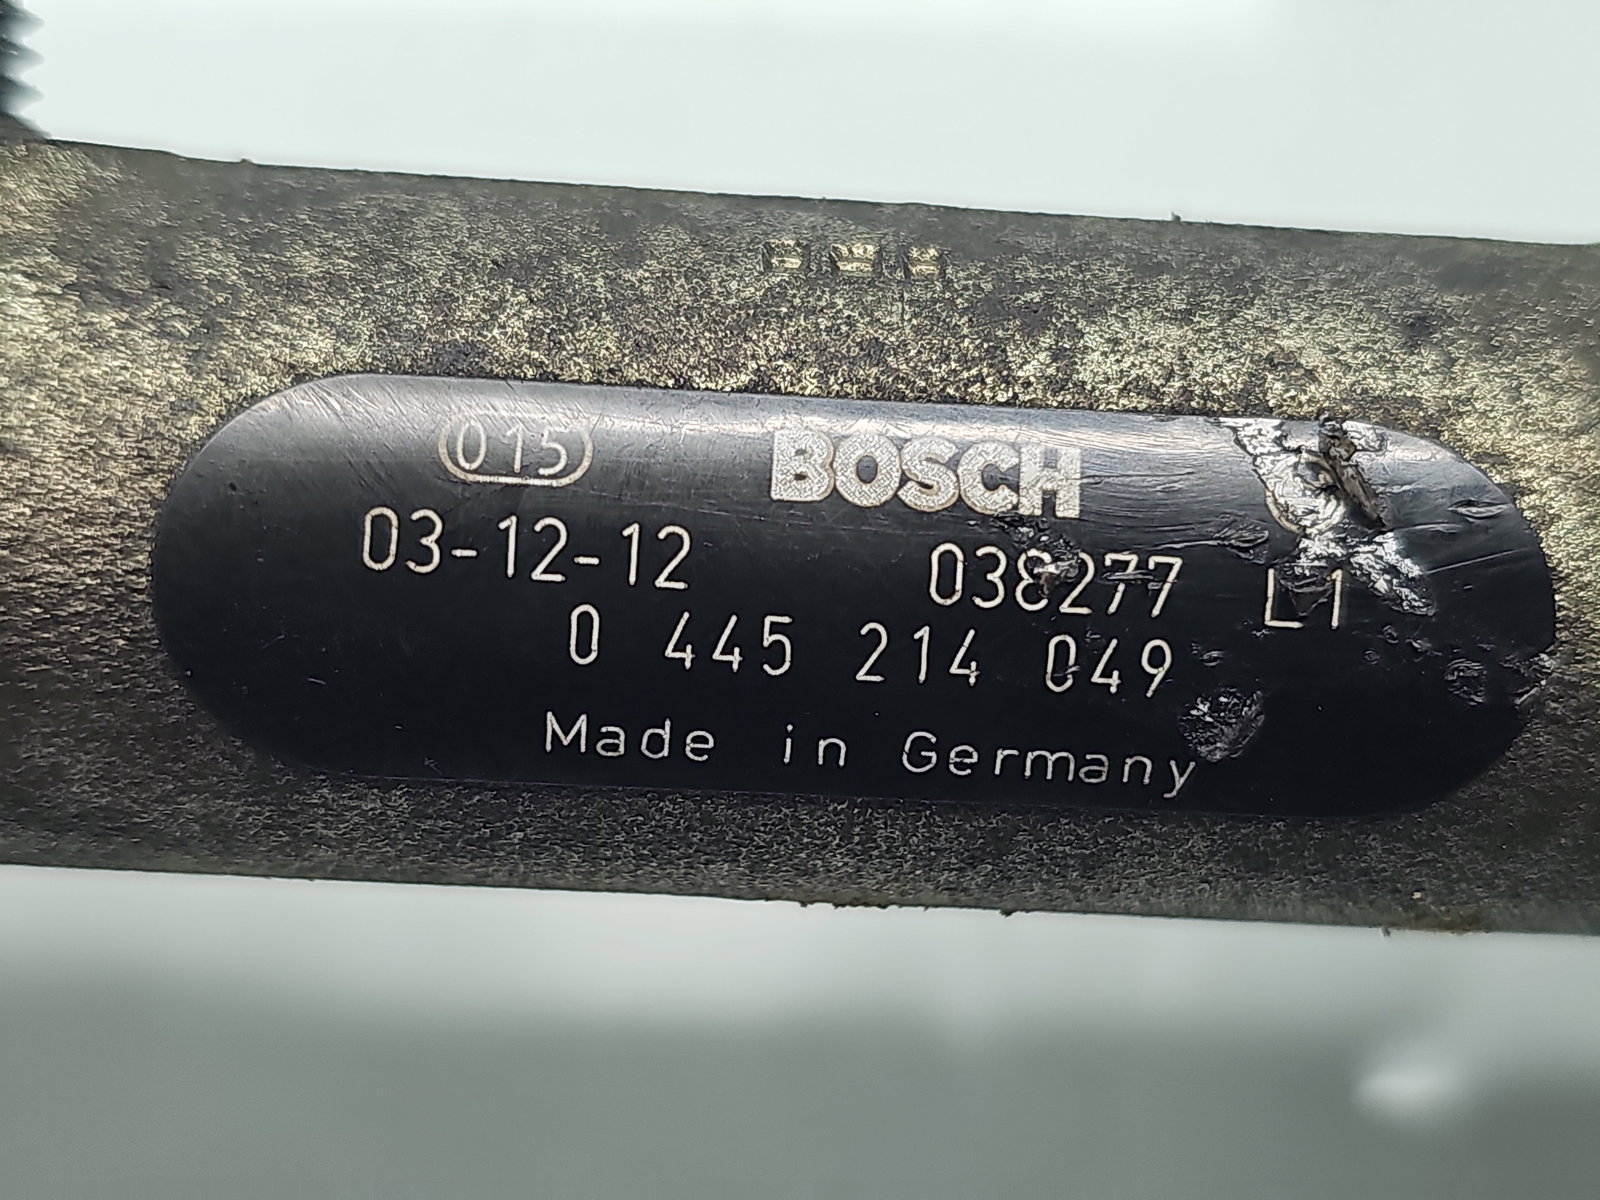 015 BOSCH
03-12-12 038277 L1
0 445 214 049
Made in Germany